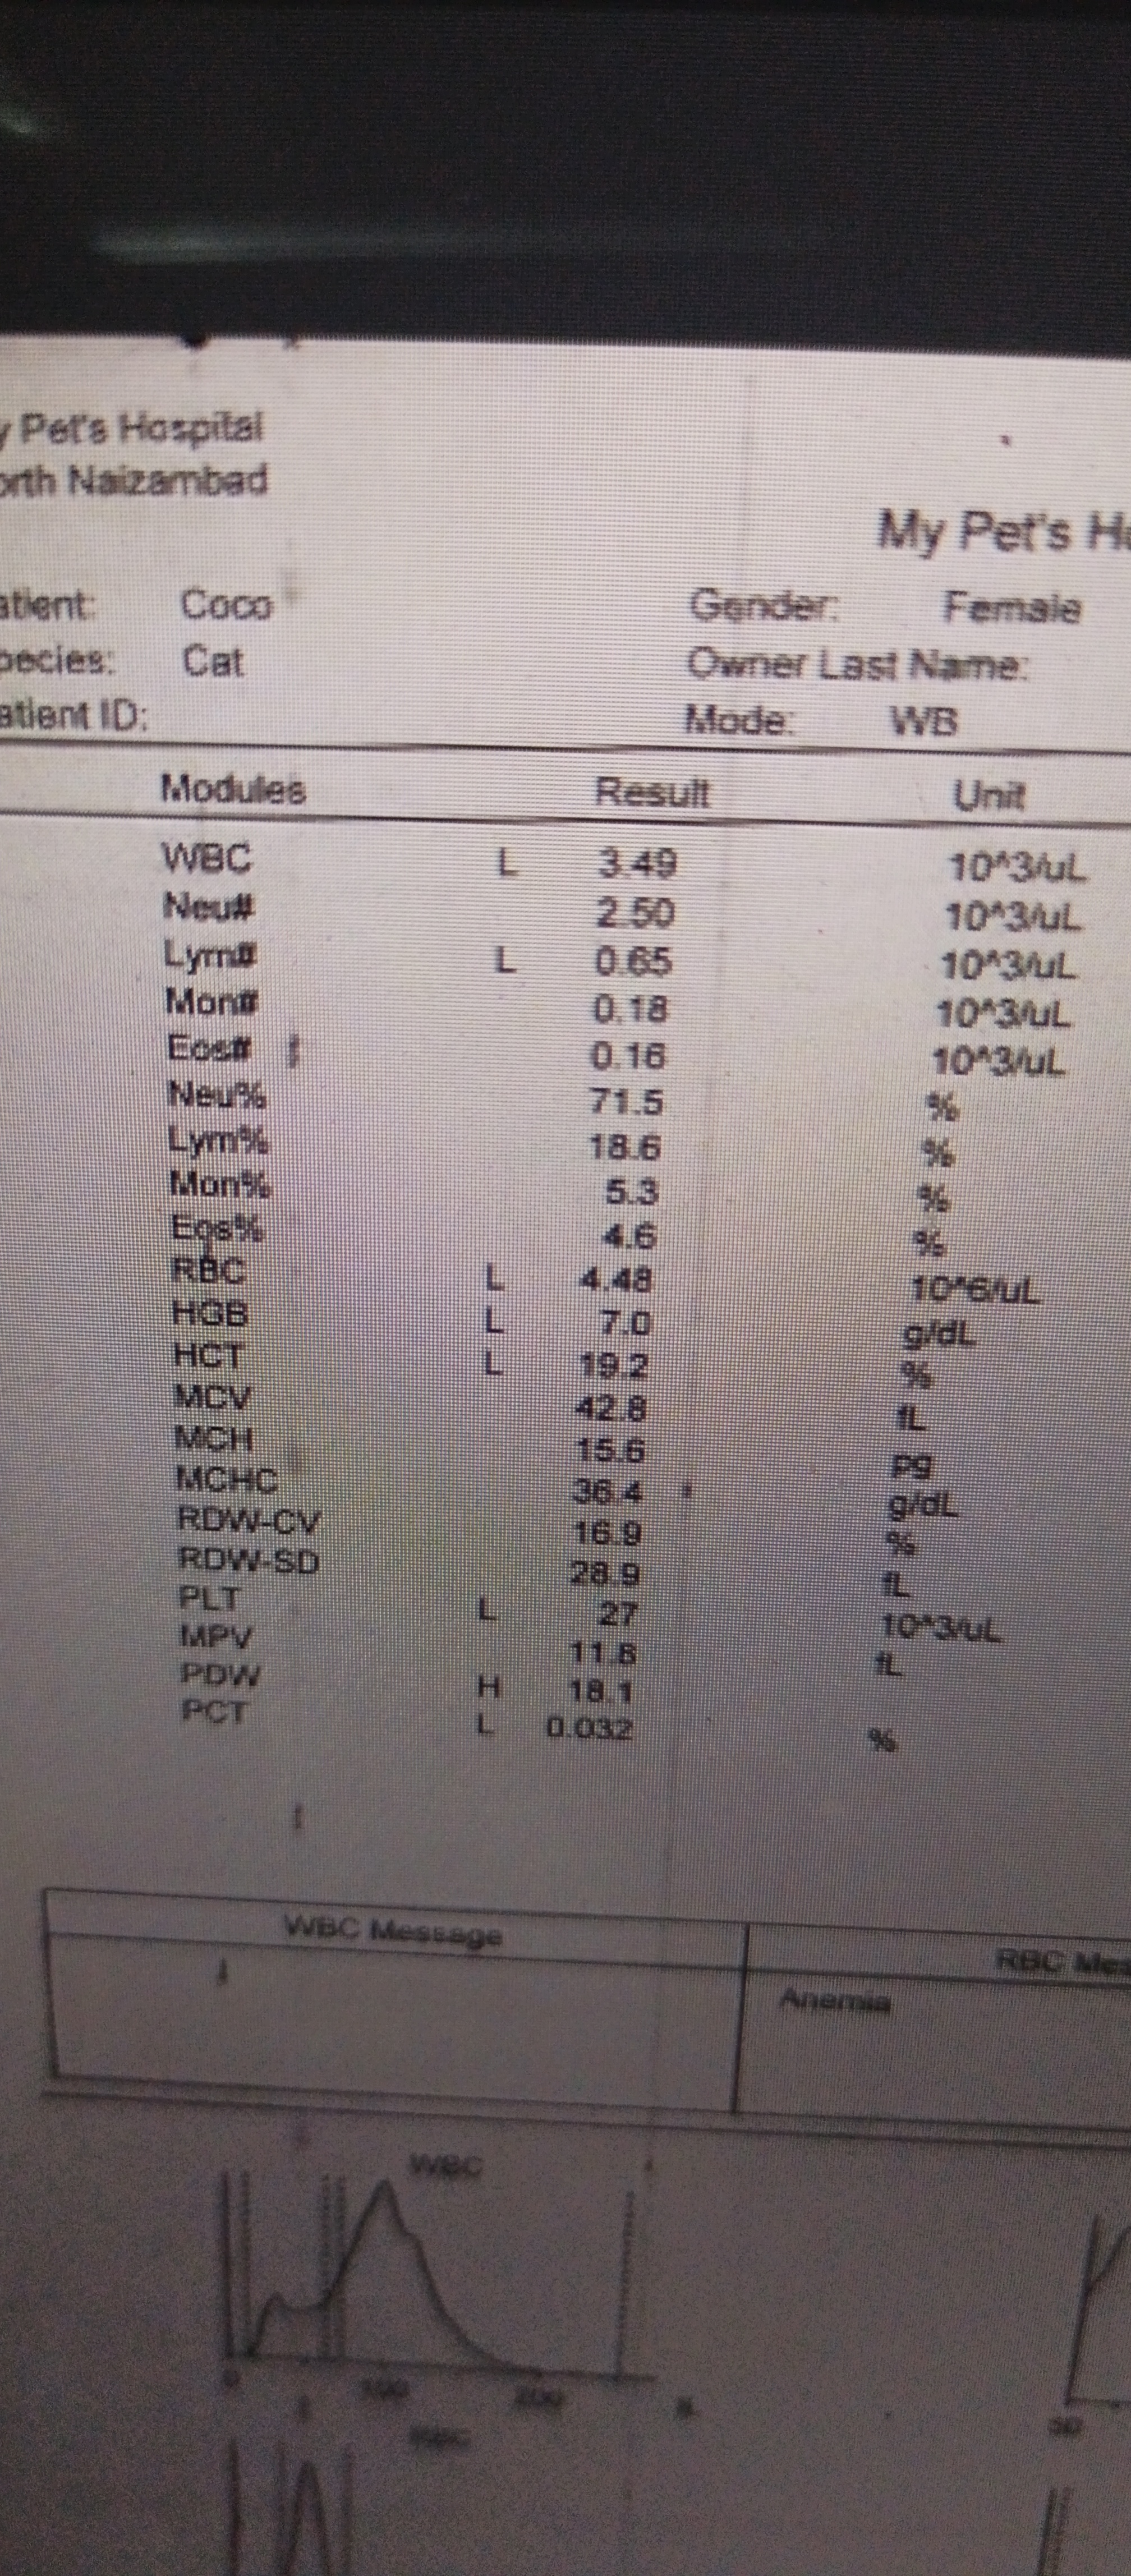 y Pet's Hospital
orth Naizambad
My Pet's Ho
atient: Coco Gender: Female
pecies: Cat Owner Last Name:
atient ID: Mode: WB
Modules Result Unit
WBC L 3.49 10^3/uL
Neu# 2.50 10^3/uL
Lym# L 0.65 10^3/uL
Mon# 0.18 10^3/uL
Eos# 0.16 10^3/uL
Neu% 71.5 %
Lym% 18.6 %
Mon% 5.3 %
Eos% 4.6 %
RBC L 4.48 10^6/uL
HGB L 7.0 g/dL
HCT L 19.2 %
MCV 42.8 fL
MCH 15.6 pg
MCHC 36.4 g/dL
RDW-CV 16.9 %
RDW-SD 28.9 fL
PLT L 27 10^3/uL
MPV fL
PDW H 18.1
PCT L 0.032 %
WBC Message RBC Mes
Anemia
WBC
0 100 200